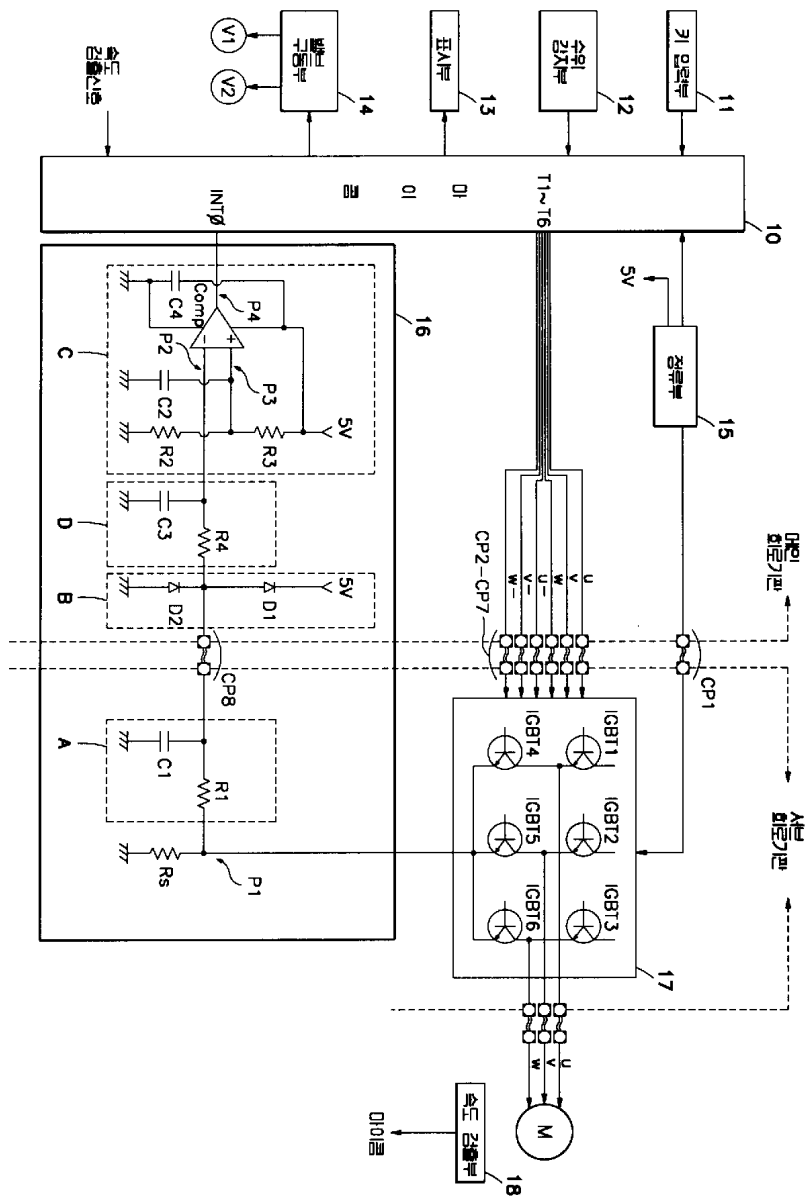 키 입력부
11
수위
감지부
12
표시부
13
밸브
구동부
14
V1
V2
속도
검출신호
마 이 콤
10
T1~T6
INTØ
5V
정류부
15
메인
회로기판
서브
회로기판
CP1
CP2-CP7
U
V
W
U-
V-
W-
IGBT1
IGBT2
IGBT3
IGBT4
IGBT5
IGBT6
17
U
V
W
M
속도 검출부
18
마이콤
16
C
C4
Comp
P4
+
-
P2
P3
C2
R2
R3
5V
D
C3
R4
B
D2
D1
5V
CP8
A
C1
R1
Rs
P1